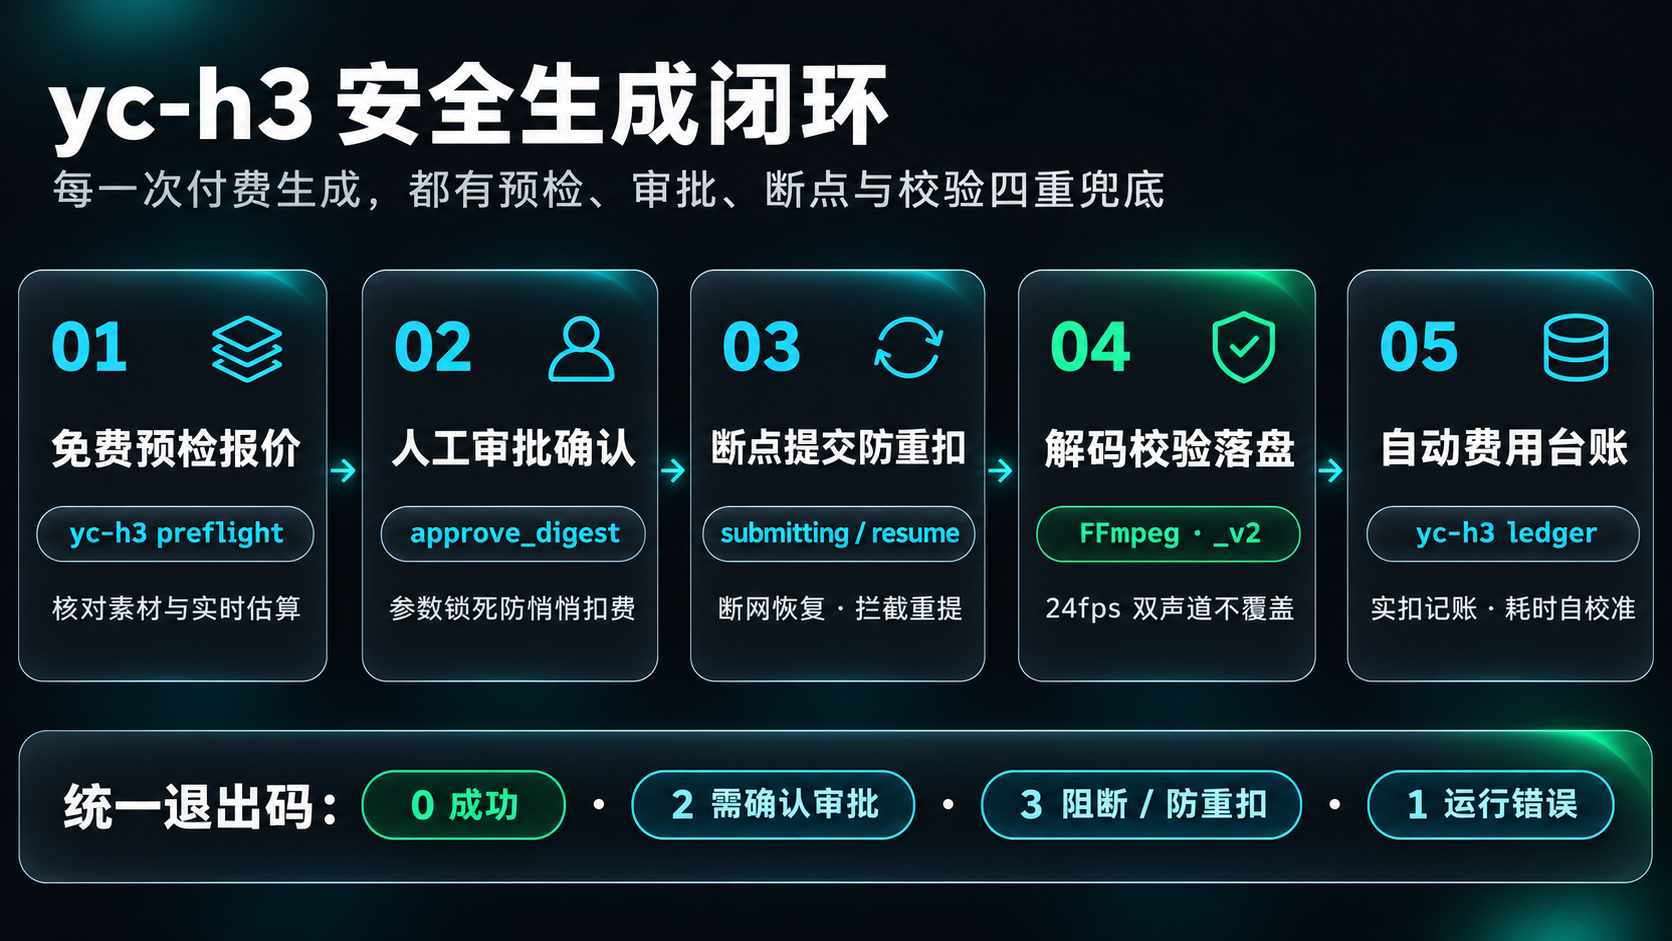 yc-h3 安全生成闭环
每一次付费生成，都有预检、审批、断点与校验四重兜底
01
免费预检报价
yc-h3 preflight
核对素材与实时估算
→
02
人工审批确认
approve_digest
参数锁死防悄悄扣费
→
03
断点提交防重扣
submitting / resume
断网恢复 · 拦截重提
→
04
解码校验落盘
FFmpeg · _v2
24fps 双声道不覆盖
→
05
自动费用台账
yc-h3 ledger
实扣记账 · 耗时自校准
统一退出码： 0 成功 • 2 需确认审批 • 3 阻断 / 防重扣 • 1 运行错误